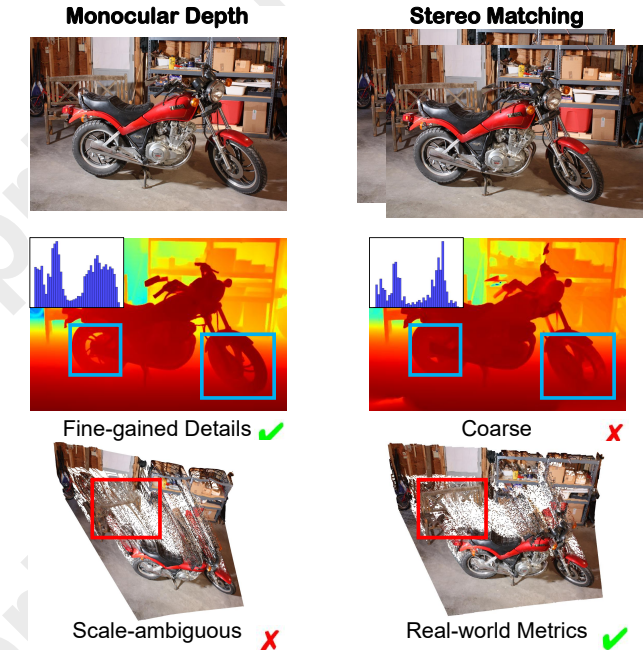 Monocular Depth
Stereo Matching
Fine-gained Details
Coarse
Scale-ambiguous
Real-world Metrics